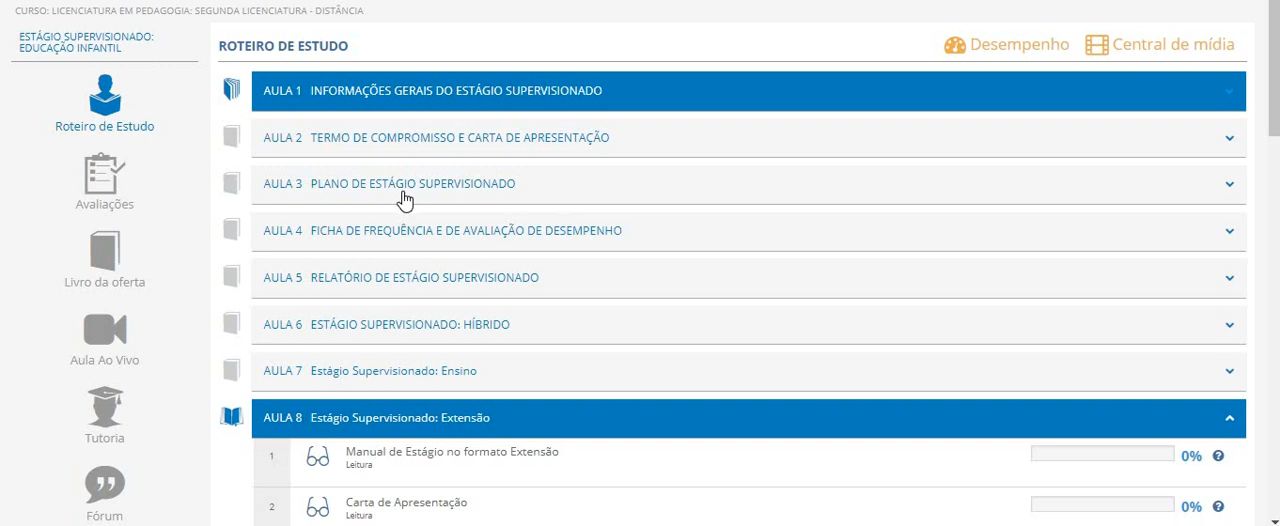 CURSO: LICENCIATURA EM PEDAGOGIA: SEGUNDA LICENCIATURA - DISTÂNCIA
ESTÁGIO SUPERVISIONADO:
EDUCAÇÃO INFANTIL
Roteiro de Estudo
Avaliações
Livro da oferta
Aula Ao Vivo
Tutoria
Fórum
ROTEIRO DE ESTUDO
Desempenho
Central de mídia
AULA 1 INFORMAÇÕES GERAIS DO ESTÁGIO SUPERVISIONADO
AULA 2 TERMO DE COMPROMISSO E CARTA DE APRESENTAÇÃO
AULA 3 PLANO DE ESTÁGIO SUPERVISIONADO
AULA 4 FICHA DE FREQUÊNCIA E DE AVALIAÇÃO DE DESEMPENHO
AULA 5 RELATÓRIO DE ESTÁGIO SUPERVISIONADO
AULA 6 ESTÁGIO SUPERVISIONADO: HÍBRIDO
AULA 7 Estágio Supervisionado: Ensino
AULA 8 Estágio Supervisionado: Extensão
1 Manual de Estágio no formato Extensão 0% ?
Leitura
2 Carta de Apresentação 0% ?
Leitura